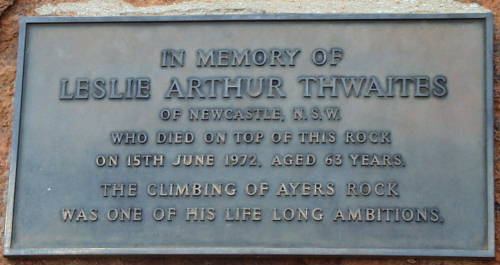 IN MEMORY OF
LESLIE ARTHUR THWAITES
OF NEWCASTLE, N.S.W.
WHO DIED ON TOP OF THIS ROCK
ON 15TH JUNE 1972, AGED 63 YEARS.
THE CLIMBING OF AYERS ROCK
WAS ONE OF HIS LIFE LONG AMBITIONS.